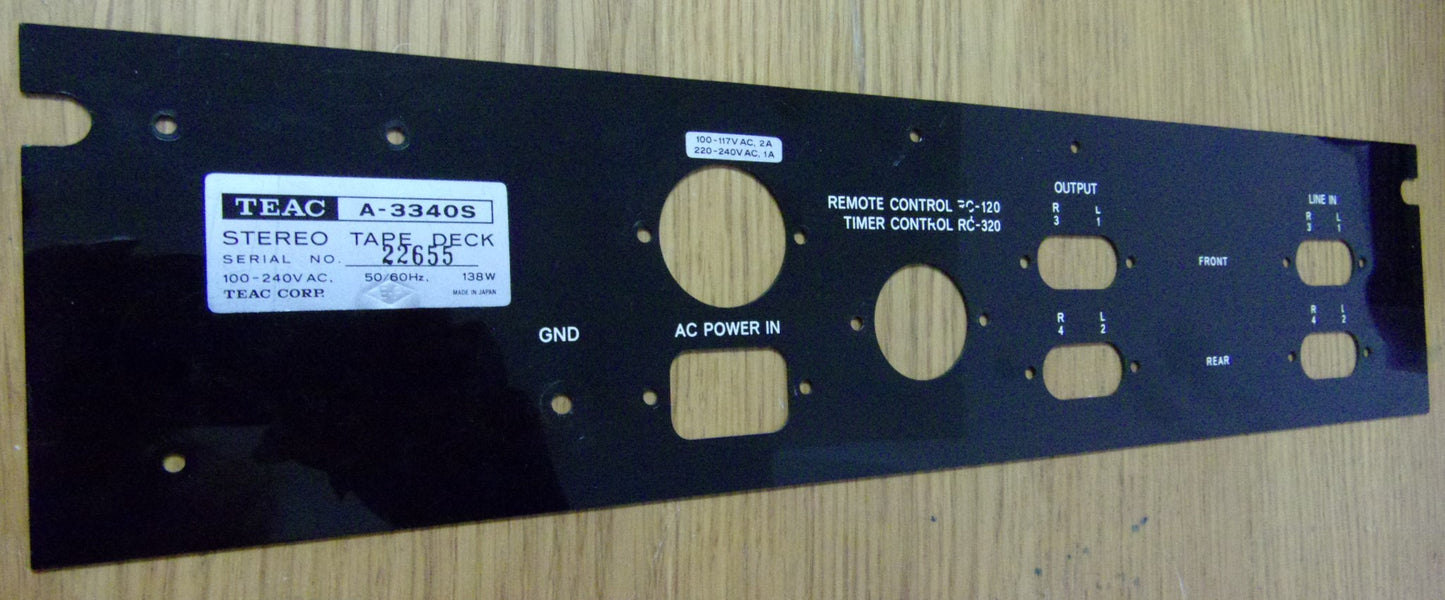 TEAC A-3340S
STEREO TAPE DECK
SERIAL NO. 22655
100-240V AC, 50/60Hz, 138W
TEAC CORP. MADE IN JAPAN
100-117V AC, 2A
220-240V AC, 1A
GND
AC POWER IN
REMOTE CONTROL RC-120
TIMER CONTROL RC-320
OUTPUT
R L
3 1
R L
4 2
FRONT
REAR
LINE IN
R L
3 1
R L
4 2